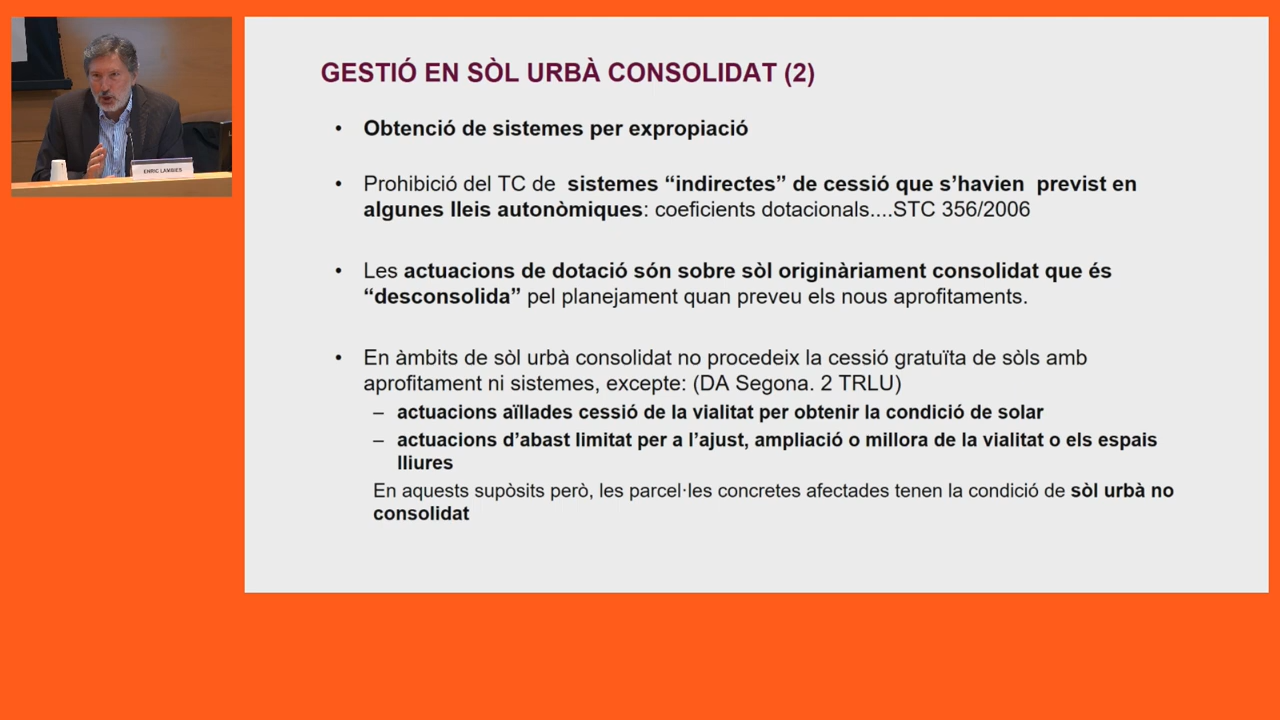 GESTIÓ EN SÒL URBÀ CONSOLIDAT (2)
• Obtenció de sistemes per expropiació
• Prohibició del TC de sistemes “indirectes” de cessió que s’havien previst en
algunes lleis autonòmiques: coeficients dotacionals....STC 356/2006
• Les actuacions de dotació són sobre sòl originàriament consolidat que és
“desconsolida” pel planejament quan preveu els nous aprofitaments.
• En àmbits de sòl urbà consolidat no procedeix la cessió gratuïta de sòls amb
aprofitament ni sistemes, excepte: (DA Segona. 2 TRLU)
– actuacions aïllades cessió de la vialitat per obtenir la condició de solar
– actuacions d’abast limitat per a l’ajust, ampliació o millora de la vialitat o els espais
lliures
En aquests supòsits però, les parcel·les concretes afectades tenen la condició de sòl urbà no
consolidat
ENRIC LAMBIES